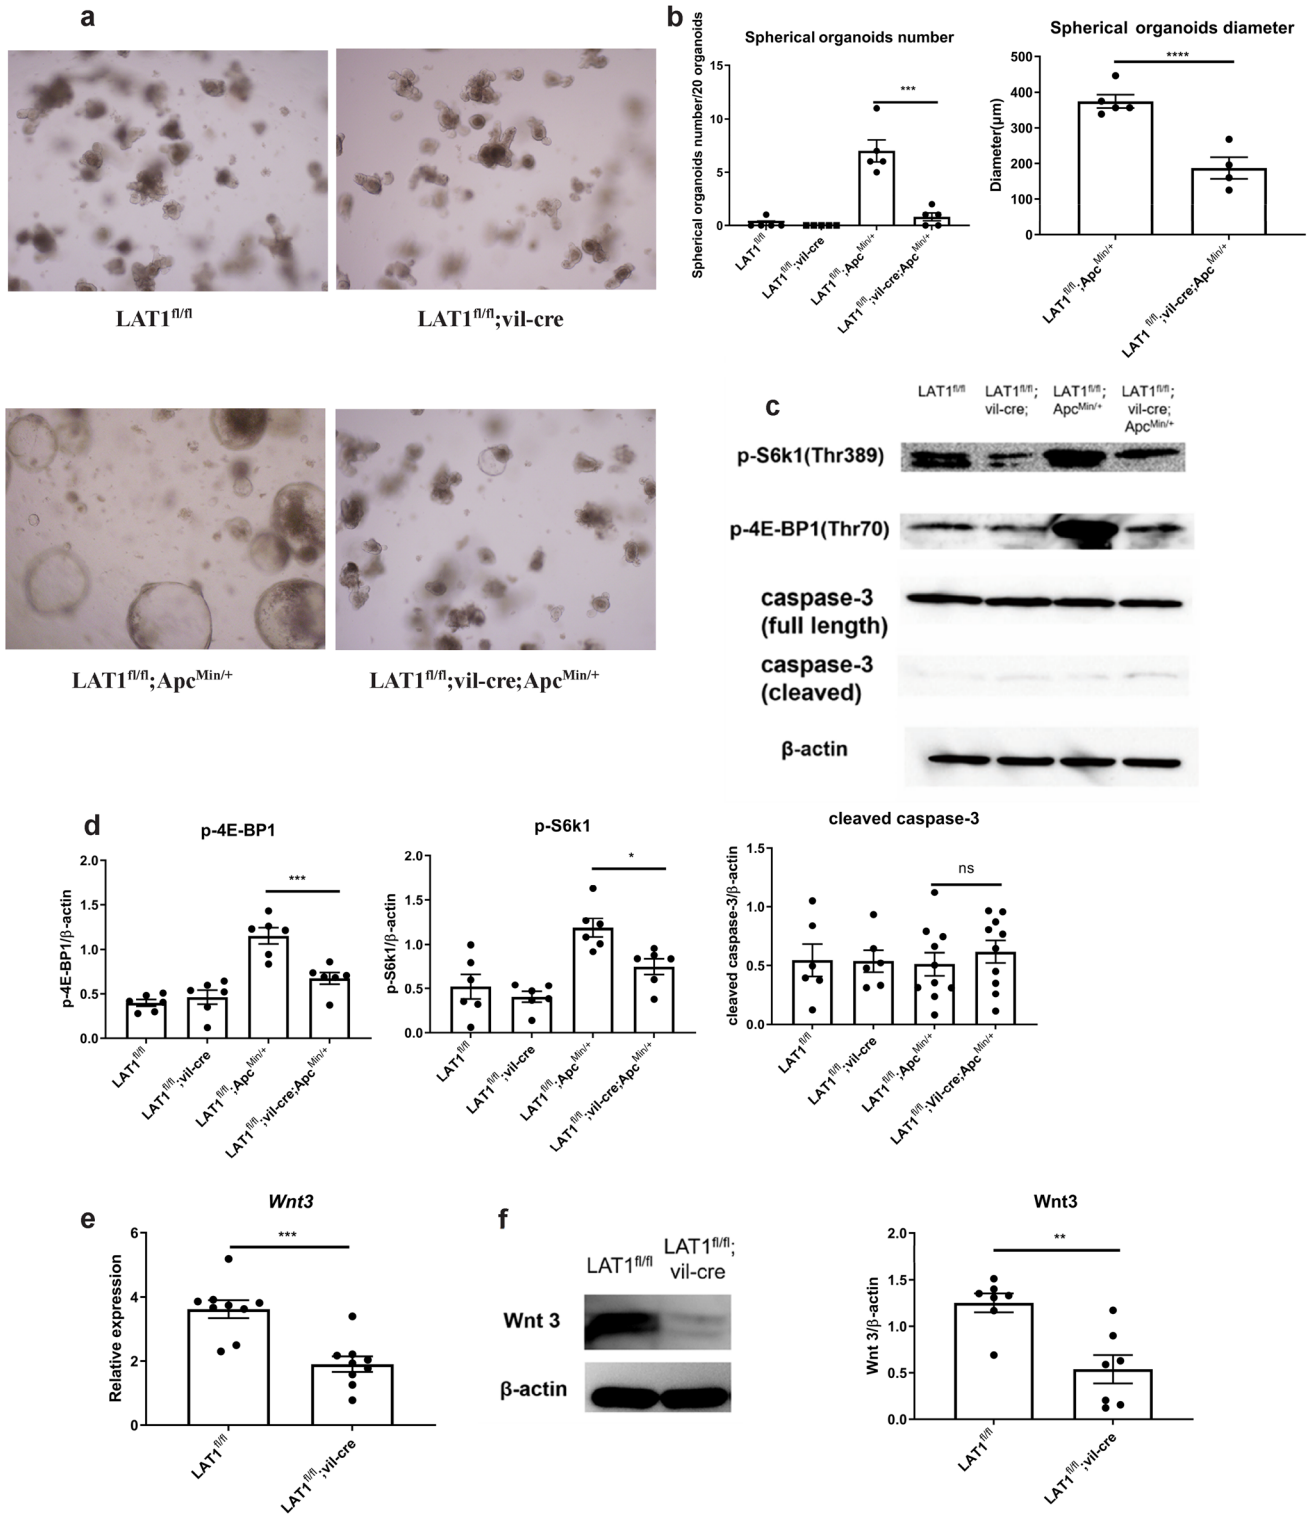 a
LAT1fl/fl
LAT1fl/fl;vil-cre
LAT1fl/fl;ApcMin/+
LAT1fl/fl;vil-cre;ApcMin/+
b
Spherical organoids number
Spherical organoids number/20 organoids
15
10
5
0
***
LAT1fl/fl
LAT1fl/fl;vil-cre
LAT1fl/fl;ApcMin/+
LAT1fl/fl;vil-cre;ApcMin/+
Spherical organoids diameter
Diameter(μm)
500
400
300
200
100
0
****
LAT1fl/fl;ApcMin/+
LAT1 fl/fl;vil-cre;ApcMin/+
c
LAT1fl/fl
LAT1fl/fl;
vil-cre;
LAT1fl/fl;
ApcMin/+
LAT1fl/fl;
vil-cre;
ApcMin/+
p-S6k1(Thr389)
p-4E-BP1(Thr70)
caspase-3
(full length)
caspase-3
(cleaved)
β-actin
d
p-4E-BP1
p-4E-BP1/β-actin
2.0
1.5
1.0
0.5
0.0
***
LAT1fl/fl
LAT1fl/fl;vil-cre
LAT1fl/fl;ApcMin/+
LAT1fl/fl;vil-cre;ApcMin/+
p-S6k1
p-S6k1/β-actin
2.0
1.5
1.0
0.5
0.0
*
LAT1fl/fl
LAT1fl/fl;vil-cre
LAT1fl/fl;ApcMin/+
LAT1fl/fl;vil-cre;ApcMin/+
cleaved caspase-3
cleaved caspase-3/β-actin
1.5
1.0
0.5
0.0
ns
LAT1fl/fl
LAT1fl/fl;vil-cre
LAT1fl/fl;ApcMin/+
LAT1fl/fl;vil-cre;ApcMin/+
e
Wnt3
Relative expression
6
4
2
0
***
LAT1fl/fl
LAT1fl/fl;vil-cre
f
LAT1fl/fl
LAT1fl/fl;
vil-cre
Wnt 3
β-actin
Wnt3
Wnt 3/β-actin
2.0
1.5
1.0
0.5
0.0
**
LAT1fl/fl
LAT1fl/fl;vil-cre